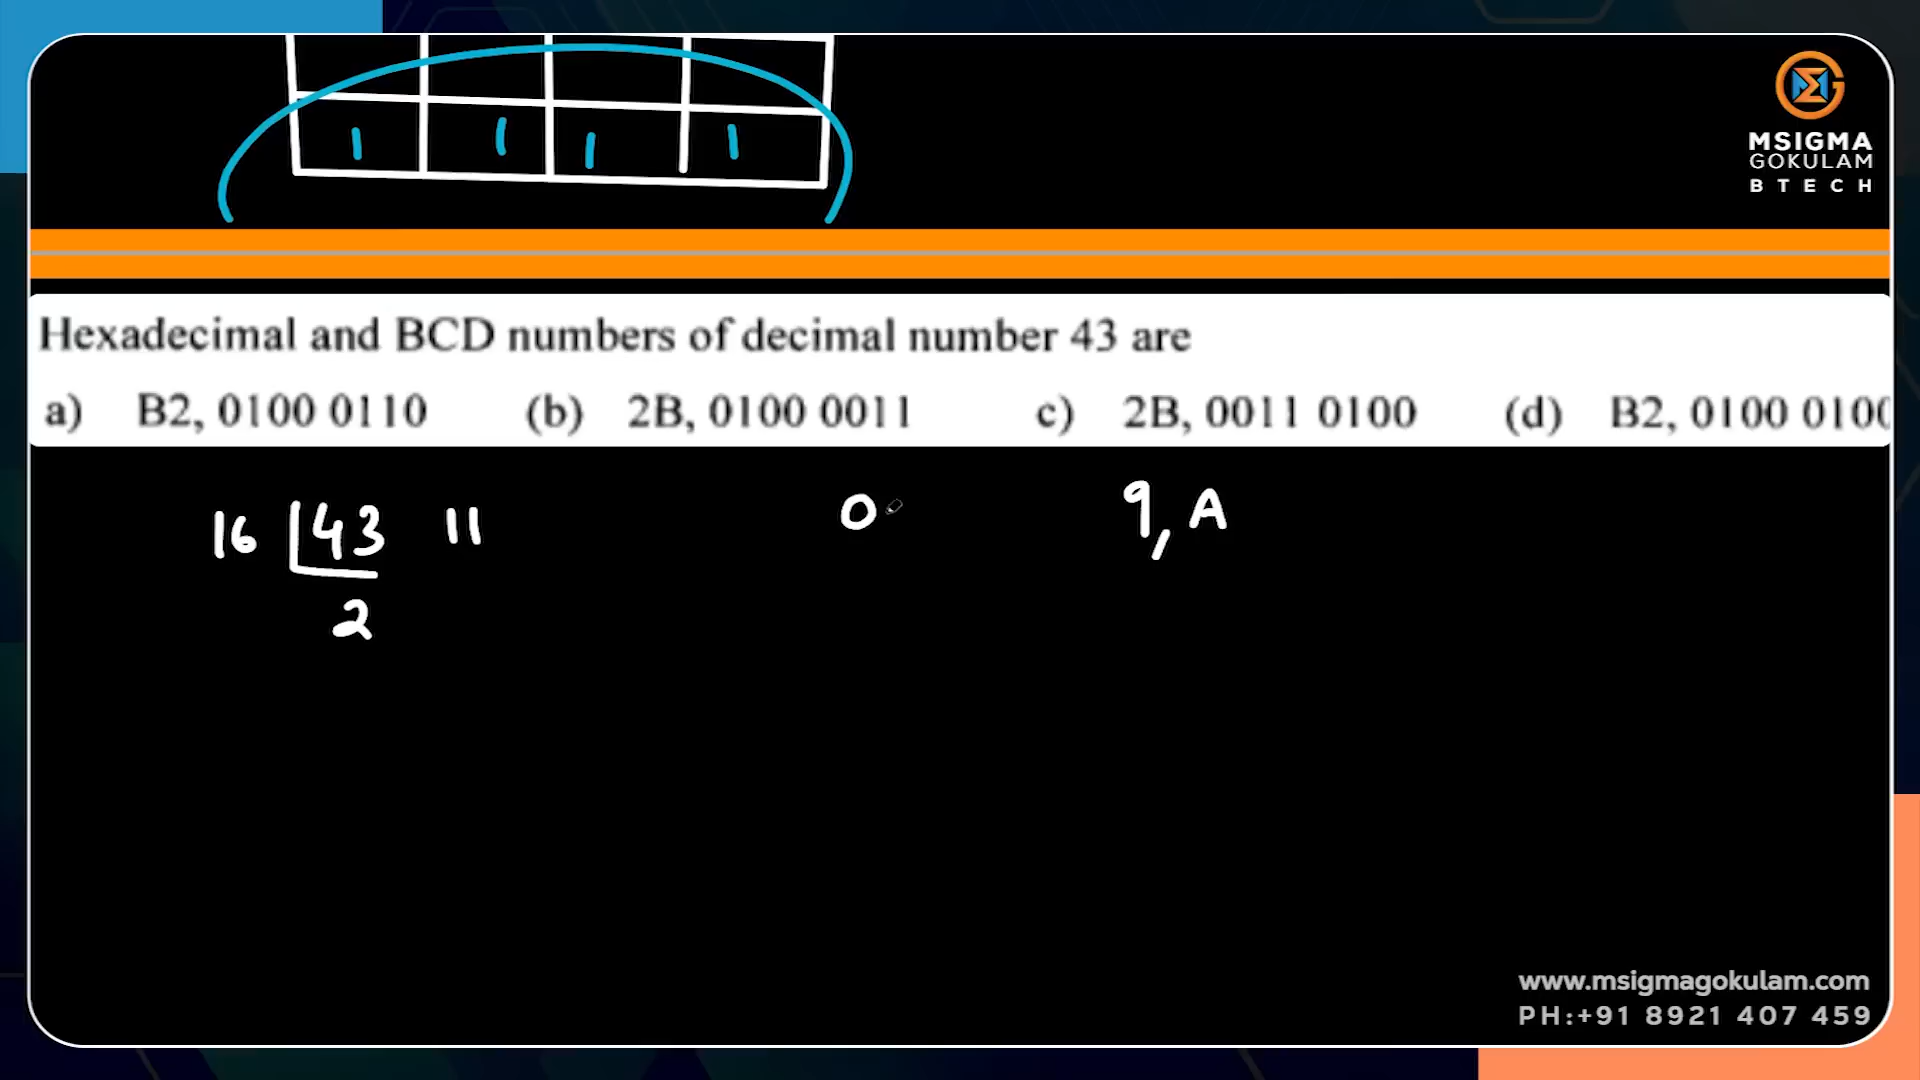 1 1 1 1
MSIGMA
GOKULAM
BTECH
Hexadecimal and BCD numbers of decimal number 43 are
a) B2, 0100 0110 (b) 2B, 0100 0011 c) 2B, 0011 0100 (d) B2, 0100 0100
16 43 11 0 9, A
2
www.msigmagokulam.com
PH:+91 8921 407 459